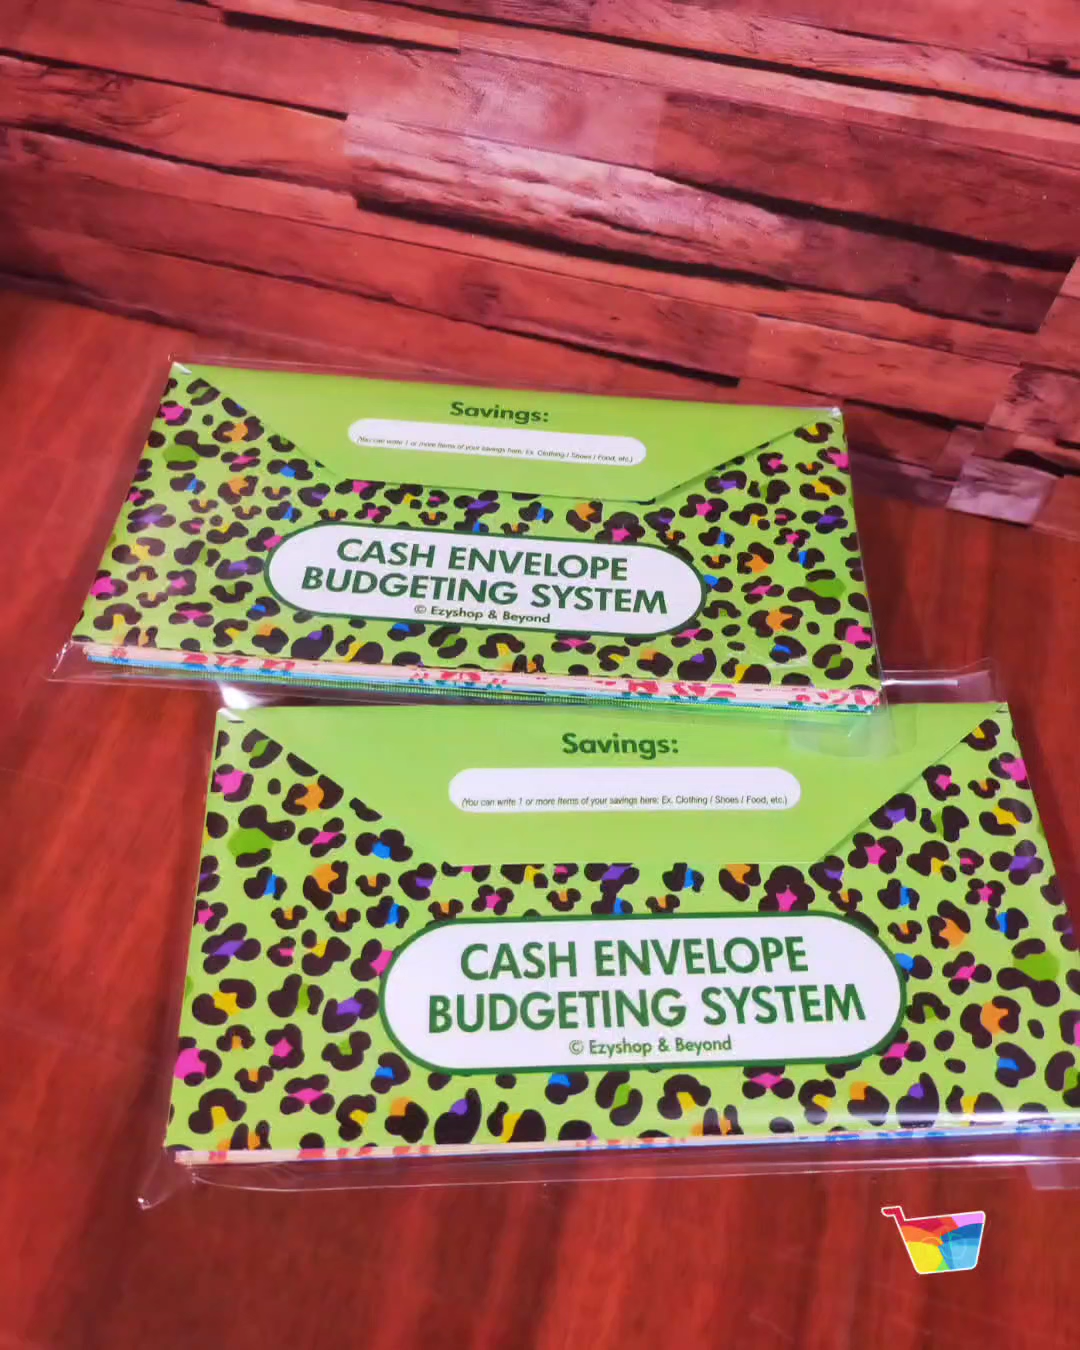 Savings:
(You can write 1 or more items of your savings here: Ex. Clothing / Shoes / Food, etc.)
CASH ENVELOPE
BUDGETING SYSTEM
© Ezyshop & Beyond
Savings:
(You can write 1 or more items of your savings here: Ex. Clothing / Shoes / Food, etc.)
CASH ENVELOPE
BUDGETING SYSTEM
© Ezyshop & Beyond